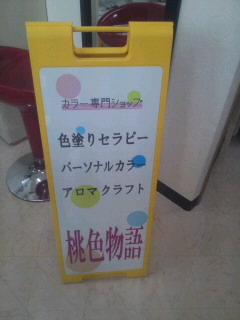 カラー専門ショップ
色塗りセラピー
パーソナルカラー
アロマクラフト
桃色物語